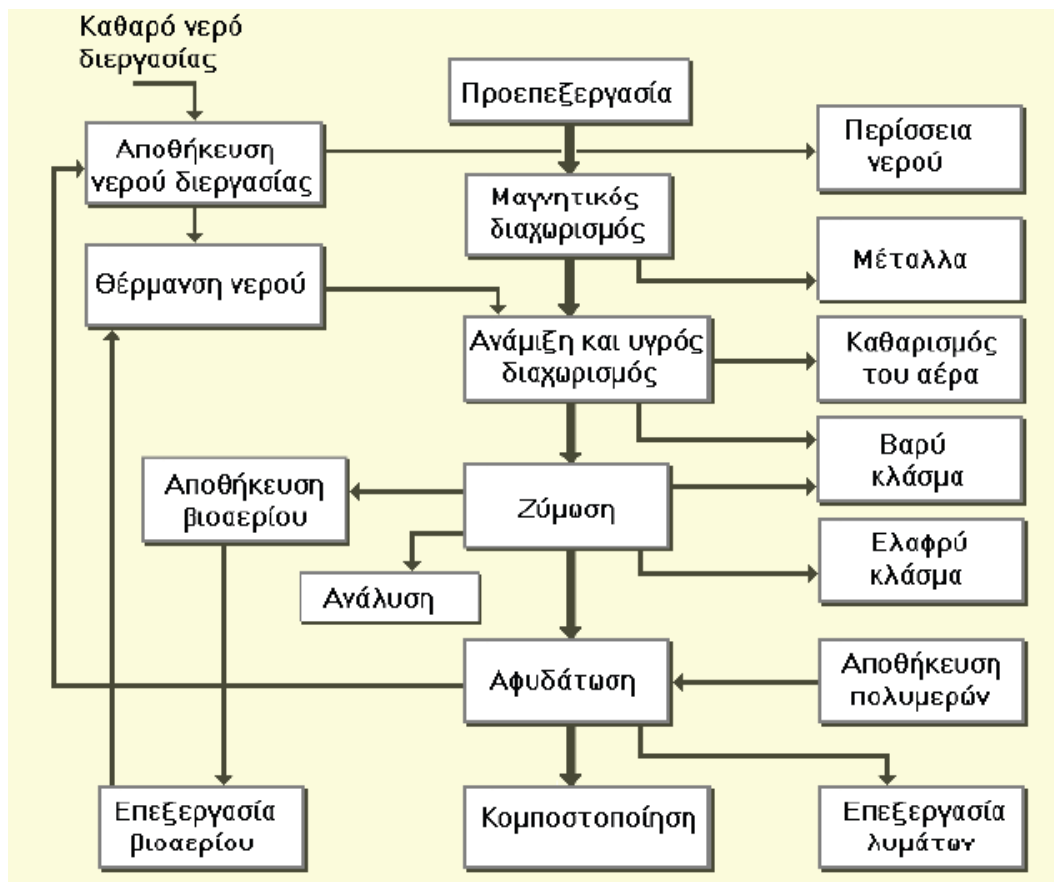 Καθαρό νερό
διεργασίας
Προεπεξεργασία
Αποθήκευση
νερού διεργασίας
Περίσσεια
νερού
Μαγνητικός
διαχωρισμός
Θέρμανση νερού
Μέταλλα
Ανάμιξη και υγρός
διαχωρισμός
Καθαρισμός
του αέρα
Βαρύ
κλάσμα
Αποθήκευση
βιοαερίου
Ζύμωση
Ελαφρύ
κλάσμα
Ανάλυση
Αφυδάτωση
Αποθήκευση
πολυμερών
Επεξεργασία
βιοαερίου
Κομποστοποίηση
Επεξεργασία
λυμάτων